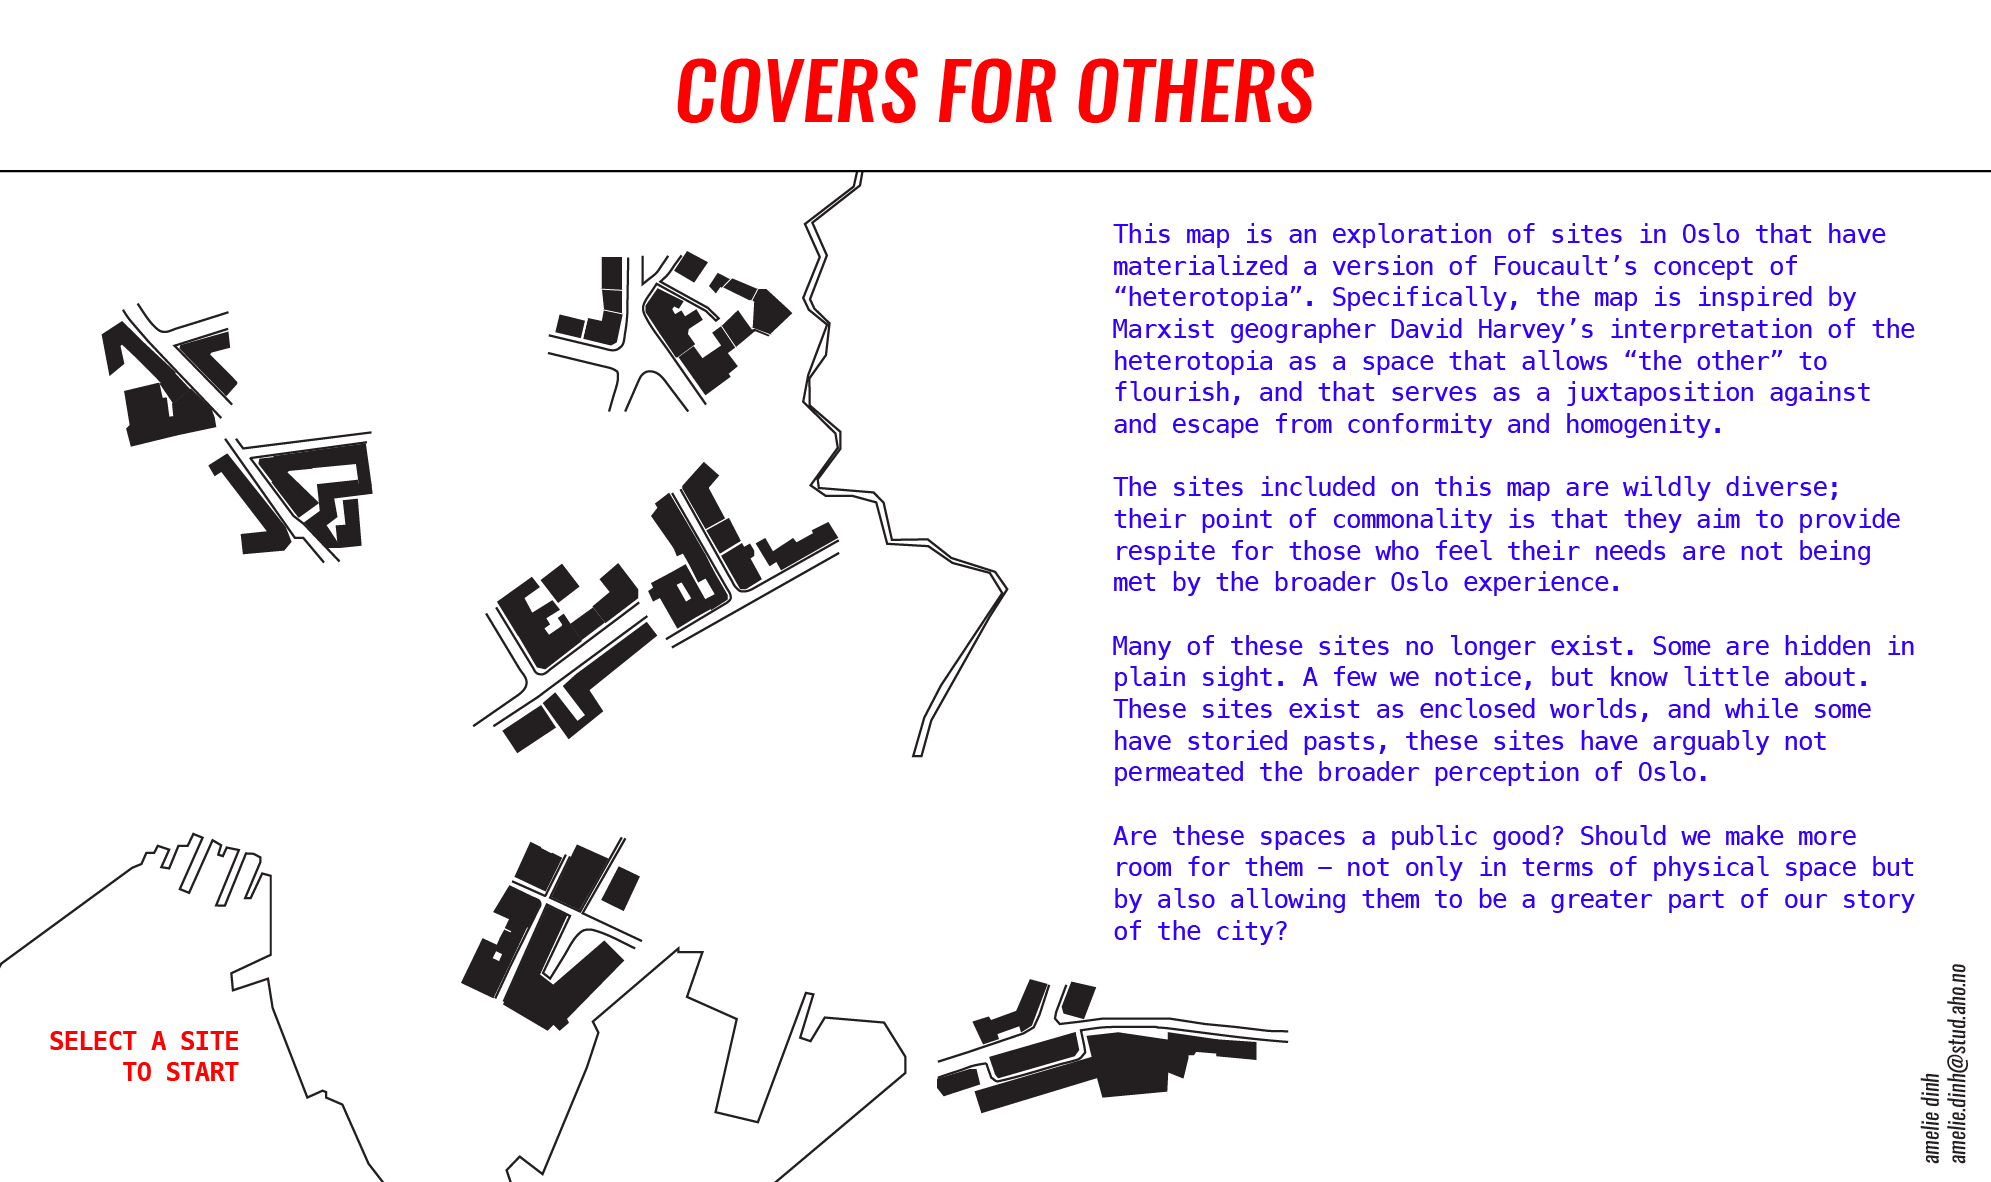 COVERS FOR OTHERS
This map is an exploration of sites in Oslo that have
materialized a version of Foucault’s concept of
“heterotopia”. Specifically, the map is inspired by
Marxist geographer David Harvey’s interpretation of the
heterotopia as a space that allows “the other” to
flourish, and that serves as a juxtaposition against
and escape from conformity and homogenity.
The sites included on this map are wildly diverse;
their point of commonality is that they aim to provide
respite for those who feel their needs are not being
met by the broader Oslo experience.
Many of these sites no longer exist. Some are hidden in
plain sight. A few we notice, but know little about.
These sites exist as enclosed worlds, and while some
have storied pasts, these sites have arguably not
permeated the broader perception of Oslo.
Are these spaces a public good? Should we make more
room for them – not only in terms of physical space but
by also allowing them to be a greater part of our story
of the city?
SELECT A SITE
TO START
amelie dinh
amelie.dinh@stud.aho.no